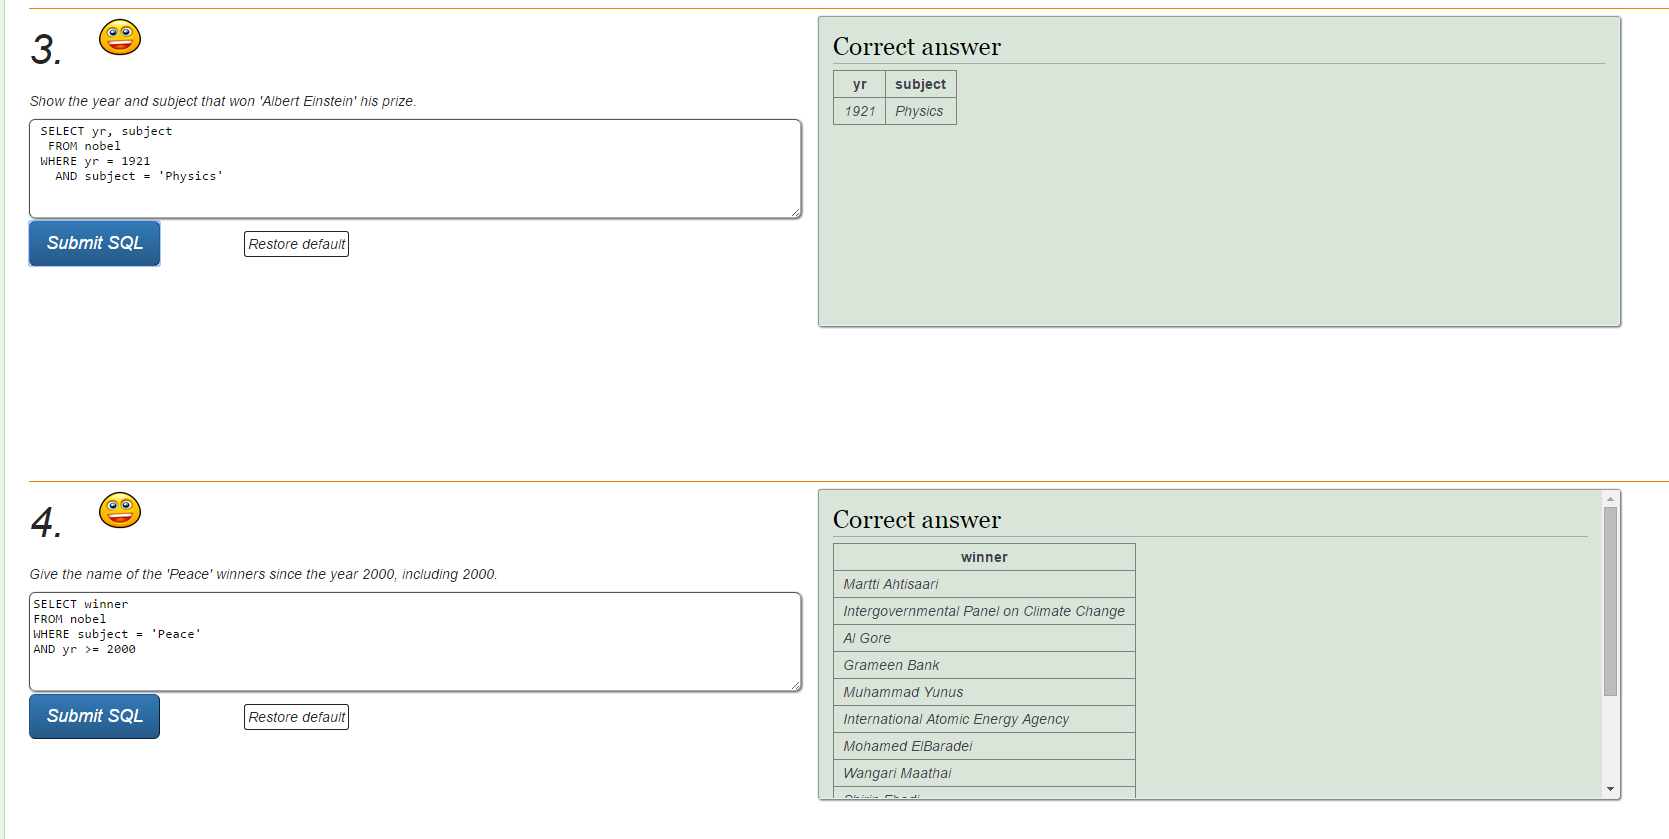 3.
Show the year and subject that won 'Albert Einstein' his prize.
SELECT yr, subject
FROM nobel
WHERE yr = 1921
AND subject = 'Physics'
Submit SQL
Restore default
Correct answer
yr subject
1921 Physics
4.
Give the name of the 'Peace' winners since the year 2000, including 2000.
SELECT winner
FROM nobel
WHERE subject = 'Peace'
AND yr >= 2000
Submit SQL
Restore default
Correct answer
winner
Martti Ahtisaari
Intergovernmental Panel on Climate Change
Al Gore
Grameen Bank
Muhammad Yunus
International Atomic Energy Agency
Mohamed ElBaradei
Wangari Maathai